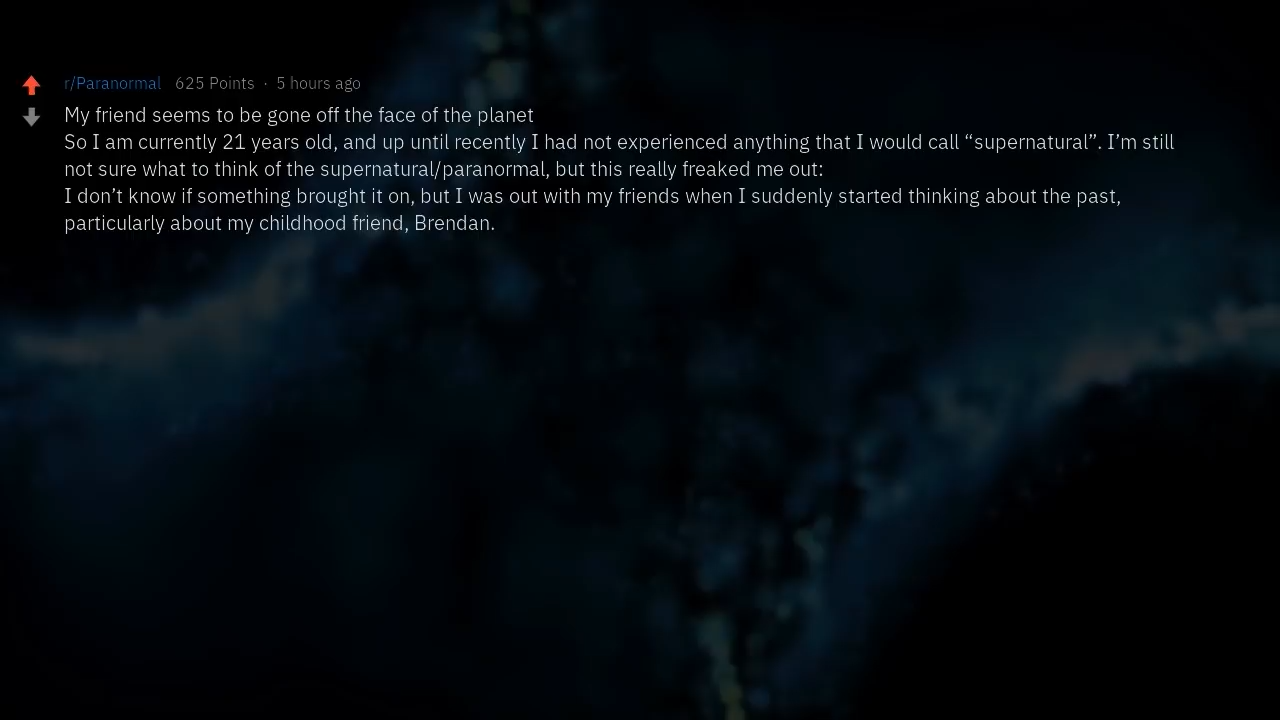 r/Paranormal 625 Points · 5 hours ago
My friend seems to be gone off the face of the planet
So I am currently 21 years old, and up until recently I had not experienced anything that I would call “supernatural”. I’m still
not sure what to think of the supernatural/paranormal, but this really freaked me out:
I don’t know if something brought it on, but I was out with my friends when I suddenly started thinking about the past,
particularly about my childhood friend, Brendan.